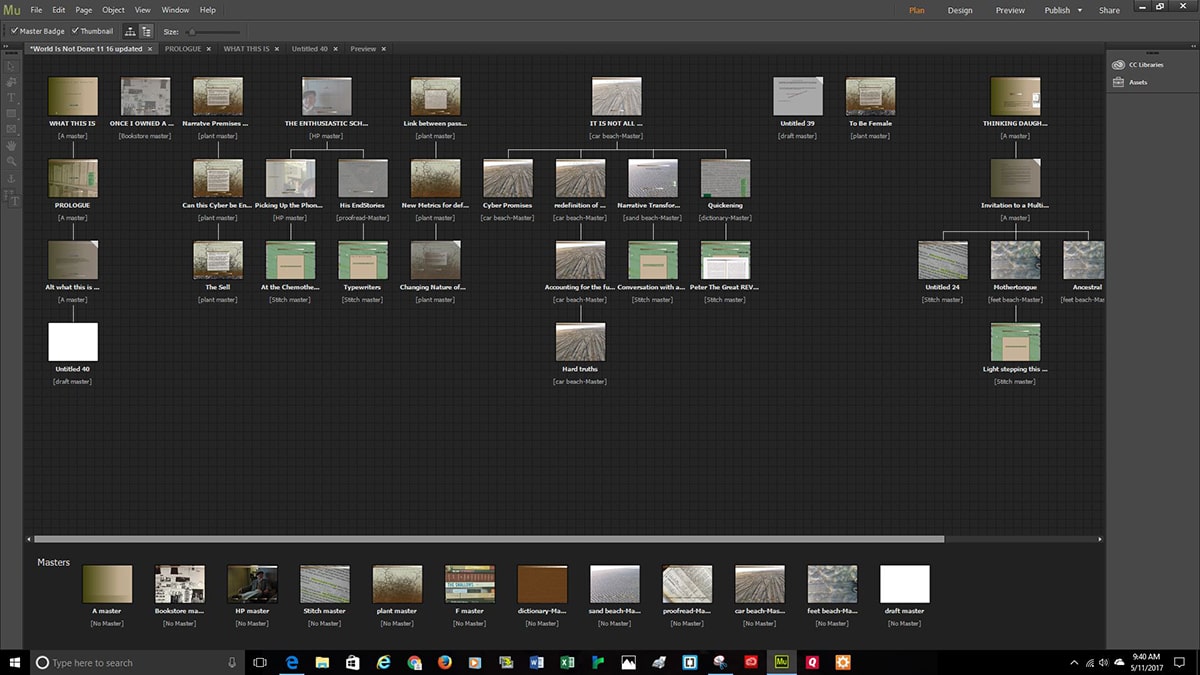 Mu File Edit Page Object View Window Help Plan Design Preview Publish Share
Master Badge Thumbnail Size:
*World Is Not Done 11 16 updated × PROLOGUE × WHAT THIS IS × Untitled 40 × Preview ×
CC Libraries
Assets
WHAT THIS IS ONCE I OWNED A ... Narrative Premises ... THE ENTHUSIASTIC SCH... Link between pass... IT IS NOT ALL ... Untitled 39 To Be Female THINKING DAUGH...
[A master] [Bookstore master] [plant master] [HP master] [plant master] [car beach-Master] [draft master] [plant master] [A master]
PROLOGUE Can this Cyber be En... Picking Up the Phon... His EndStories New Metrics for def... Cyber Promises redefinition of ... Narrative Transfor... Quickening Invitation to a Multi...
[A master] [plant master] [HP master] [proofread-Master] [plant master] [car beach-Master] [car beach-Master] [sand beach-Master] [dictionary-Master] [A master]
Alt what this is ... The Sell At the Chemothe... Typewriters Changing Nature of... Accounting for the fu... Conversation with a... Peter The Great REV... Untitled 24 Mothertongue Ancestral
[A master] [plant master] [Stitch master] [Stitch master] [plant master] [car beach-Master] [Stitch master] [Stitch master] [Stitch master] [feet beach-Master] [feet beach-Mas
Untitled 40 Hard truths Light stepping this ...
[draft master] [car beach-Master] [Stitch master]
Masters
A master Bookstore ma... HP master Stitch master plant master F master dictionary-Ma... sand beach-Ma... proofread-Mas... car beach-Mas... feet beach-Ma... draft master
[No Master] [No Master] [No Master] [No Master] [No Master] [No Master] [No Master] [No Master] [No Master] [No Master] [No Master] [No Master]
Type here to search
9:40 AM
5/11/2017